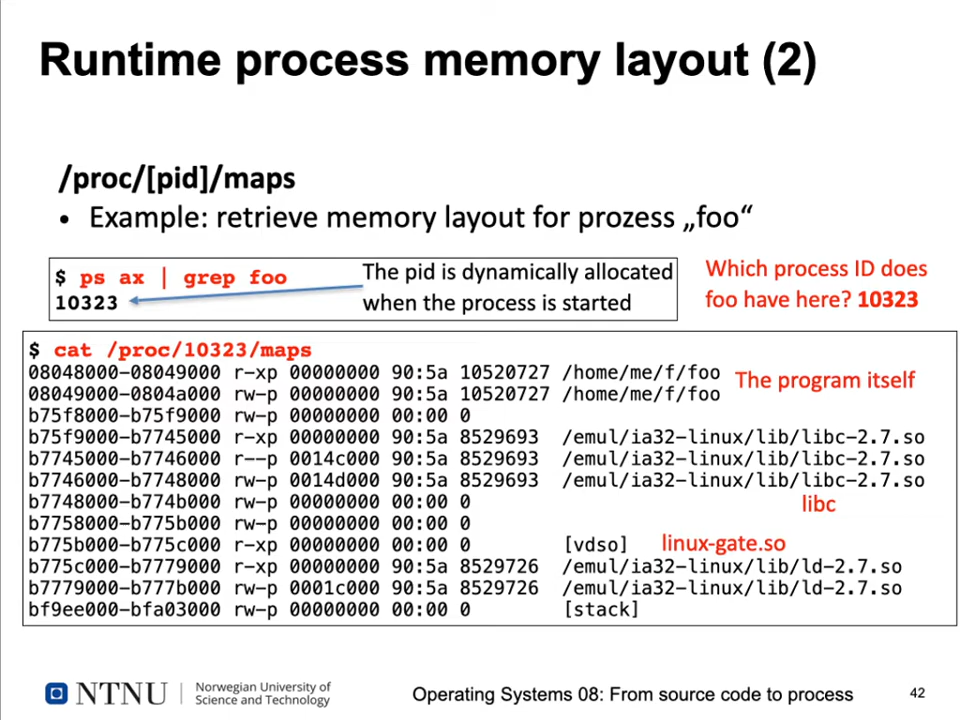 Runtime process memory layout (2)
/proc/[pid]/maps
• Example: retrieve memory layout for prozess „foo“
$ ps ax | grep foo
10323
The pid is dynamically allocated
when the process is started
Which process ID does
foo have here? 10323
$ cat /proc/10323/maps
08048000-08049000 r-xp 00000000 90:5a 10520727 /home/me/f/foo
08049000-0804a000 rw-p 00000000 90:5a 10520727 /home/me/f/foo
The program itself
b75f8000-b75f9000 rw-p 00000000 00:00 0
b75f9000-b7745000 r-xp 00000000 90:5a 8529693 /emul/ia32-linux/lib/libc-2.7.so
b7745000-b7746000 r--p 0014c000 90:5a 8529693 /emul/ia32-linux/lib/libc-2.7.so
b7746000-b7748000 rw-p 0014d000 90:5a 8529693 /emul/ia32-linux/lib/libc-2.7.so
b7748000-b774b000 rw-p 00000000 00:00 0
libc
b7758000-b775b000 rw-p 00000000 00:00 0
b775b000-b775c000 r-xp 00000000 00:00 0 [vdso] linux-gate.so
b775c000-b7779000 r-xp 00000000 90:5a 8529726 /emul/ia32-linux/lib/ld-2.7.so
b7779000-b777b000 rw-p 0001c000 90:5a 8529726 /emul/ia32-linux/lib/ld-2.7.so
bf9ee000-bfa03000 rw-p 00000000 00:00 0 [stack]
NTNU
Norwegian University of
Science and Technology
Operating Systems 08: From source code to process
42